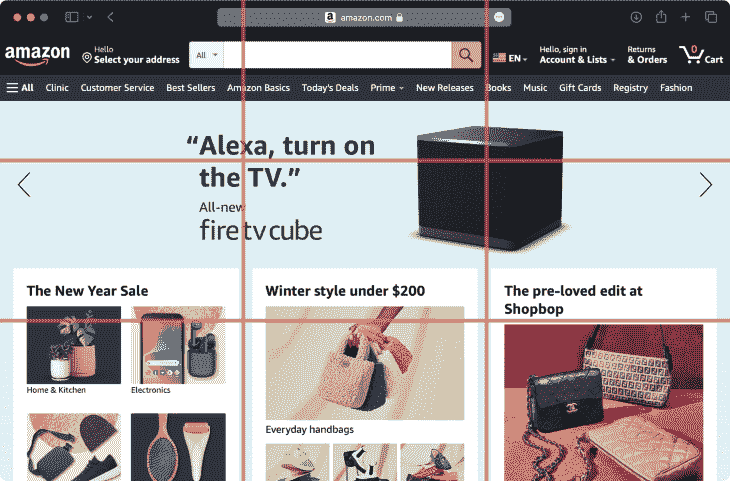 amazon.com
amazon
Hello
Select your address
All
EN
Hello, sign in
Account & Lists
Returns
& Orders
0
Cart
All Clinic Customer Service Best Sellers Amazon Basics Today's Deals Prime New Releases Books Music Gift Cards Registry Fashion
“Alexa, turn on
the TV.”
All-new
fire tv cube
The New Year Sale
Home & Kitchen
Electronics
Winter style under $200
Everyday handbags
The pre-loved edit at
Shopbop